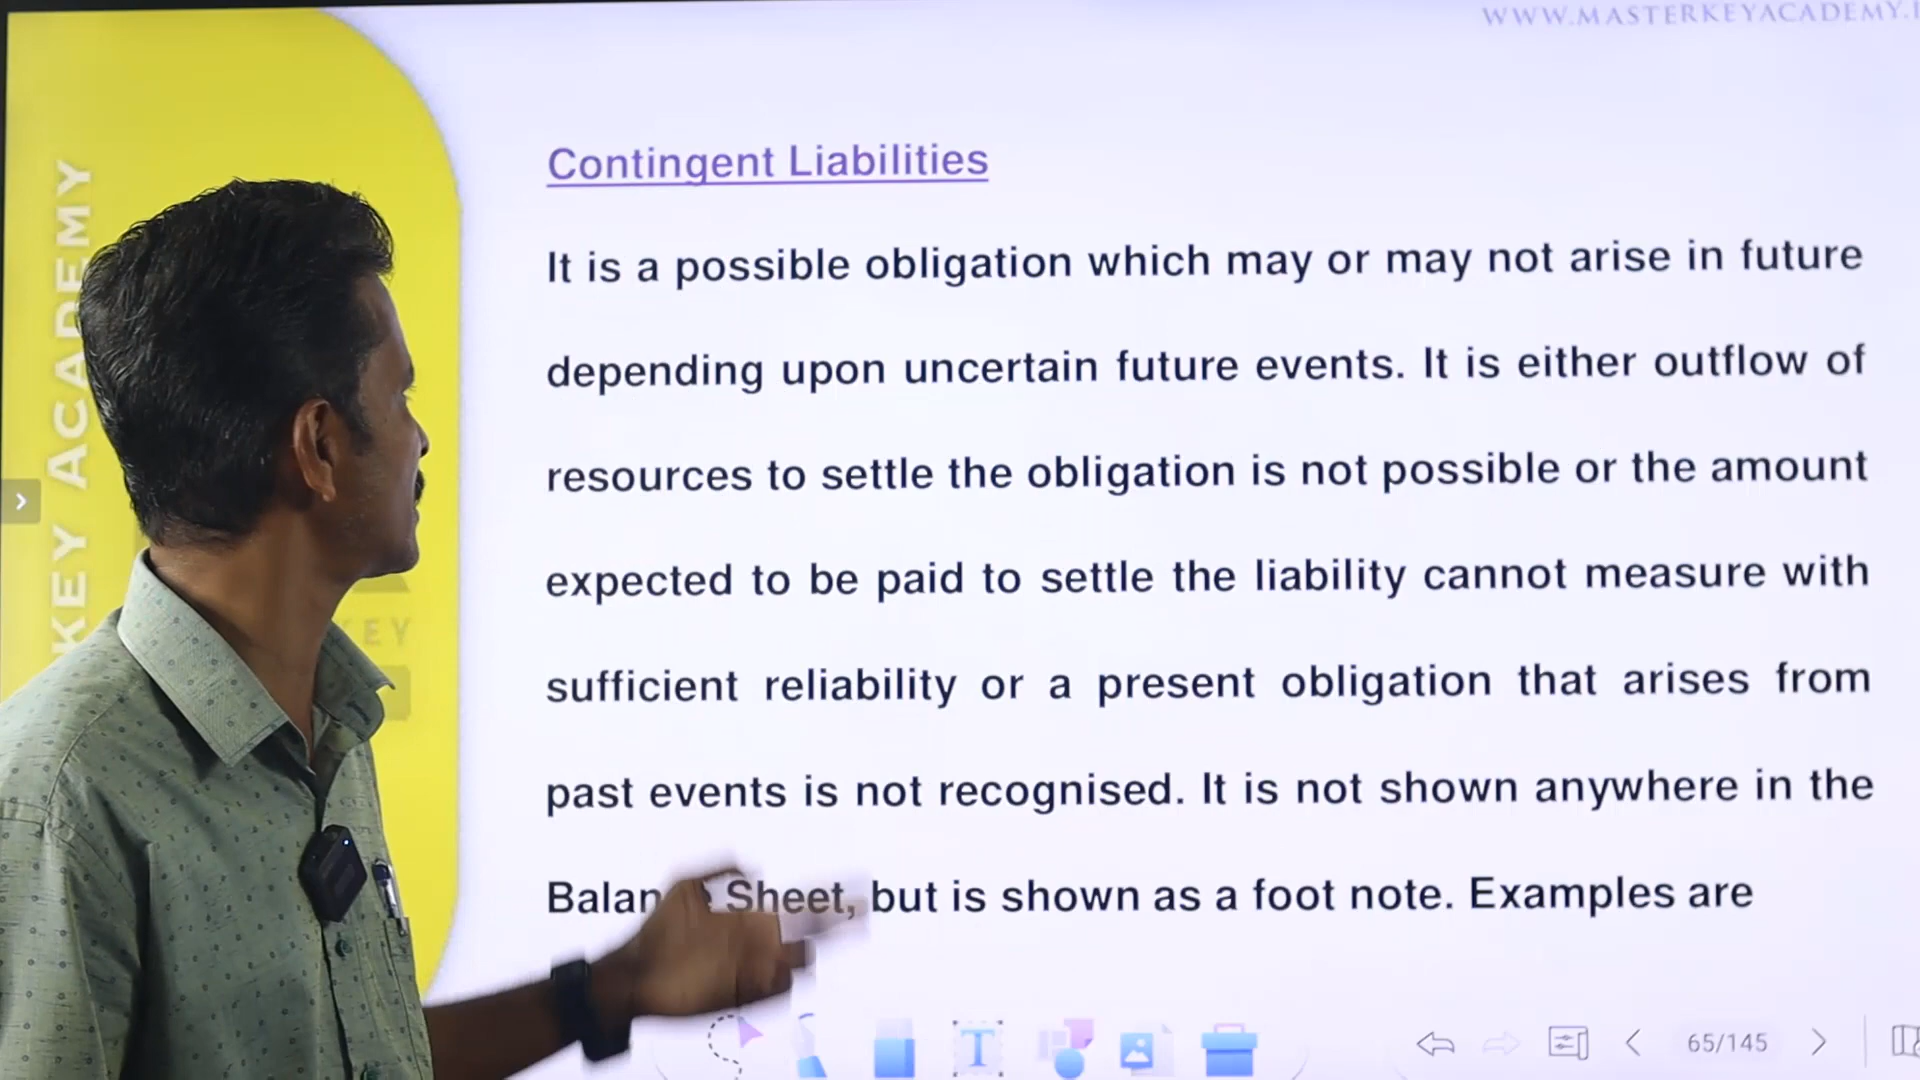 WWW.MASTERKEYACADEMY.
KEY ACADEMY
Contingent Liabilities
It is a possible obligation which may or may not arise in future
depending upon uncertain future events. It is either outflow of
resources to settle the obligation is not possible or the amount
expected to be paid to settle the liability cannot measure with
sufficient reliability or a present obligation that arises from
past events is not recognised. It is not shown anywhere in the
Balan Sheet, but is shown as a foot note. Examples are
EY
T
65/145